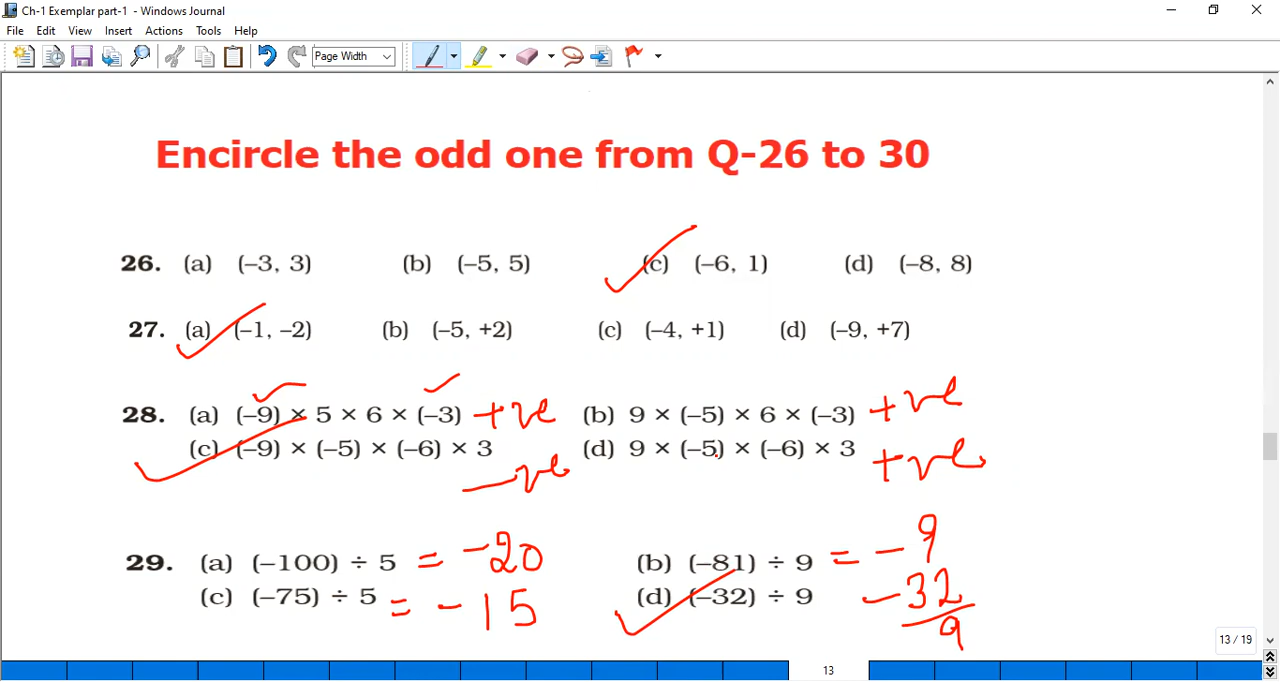 Ch-1 Exemplar part-1 - Windows Journal
File Edit View Insert Actions Tools Help
Page Width
Encircle the odd one from Q-26 to 30
26. (a) (–3, 3) (b) (–5, 5) (c) (–6, 1) (d) (–8, 8)
27. (a) (–1, –2) (b) (–5, +2) (c) (–4, +1) (d) (–9, +7)
28. (a) (–9) × 5 × 6 × (–3) +ve (b) 9 × (–5) × 6 × (–3) +ve
(c) (–9) × (–5) × (–6) × 3 –ve (d) 9 × (–5) × (–6) × 3 +ve
29. (a) (–100) ÷ 5 = -20 (b) (–81) ÷ 9 = -9
(c) (–75) ÷ 5 = -15 (d) (–32) ÷ 9 -32/9
13 / 19
13